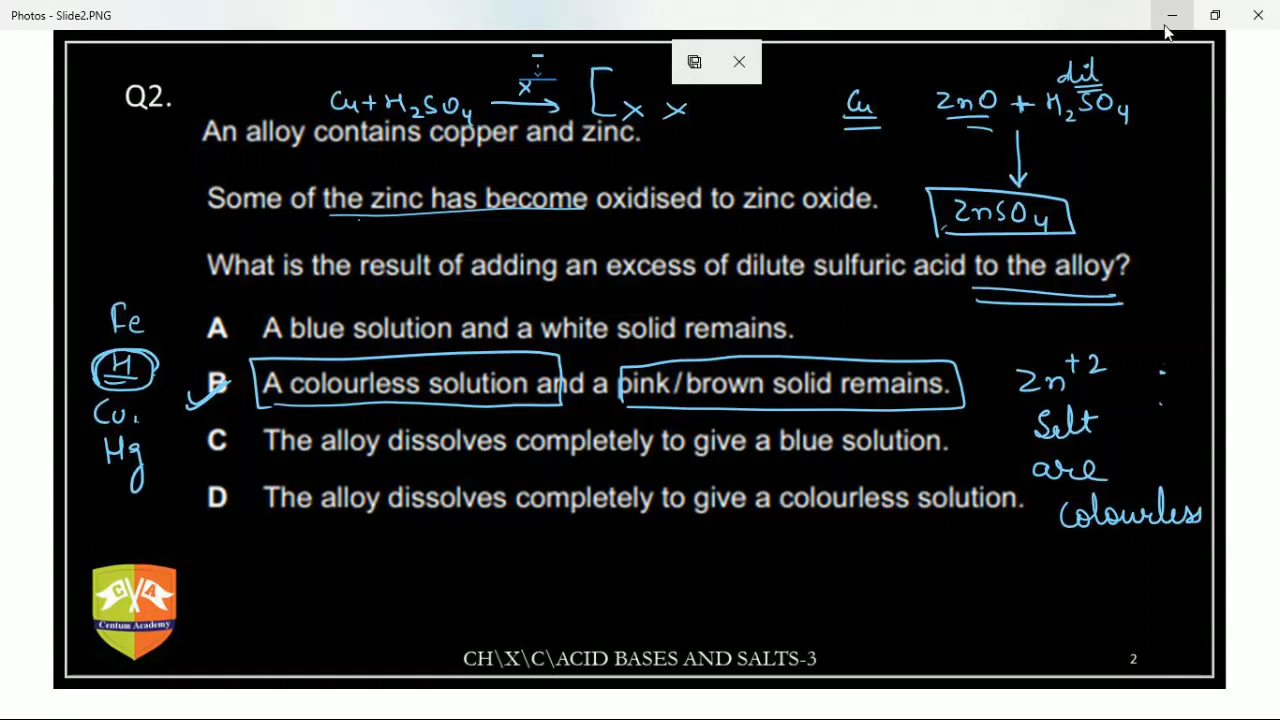 Photos - Slide2.PNG
Q2.
Cu + H2SO4 → [ x x
x
Cu
ZnO + H2SO4
dil
An alloy contains copper and zinc.
Some of the zinc has become oxidised to zinc oxide.
ZnSO4
What is the result of adding an excess of dilute sulfuric acid to the alloy?
Fe
H
Cu.
Hg
A A blue solution and a white solid remains.
B A colourless solution and a pink/brown solid remains.
C The alloy dissolves completely to give a blue solution.
D The alloy dissolves completely to give a colourless solution.
Zn+2 :
Salt
are
colourless
C A
Centum Academy
CH\X\C\ACID BASES AND SALTS-3
2